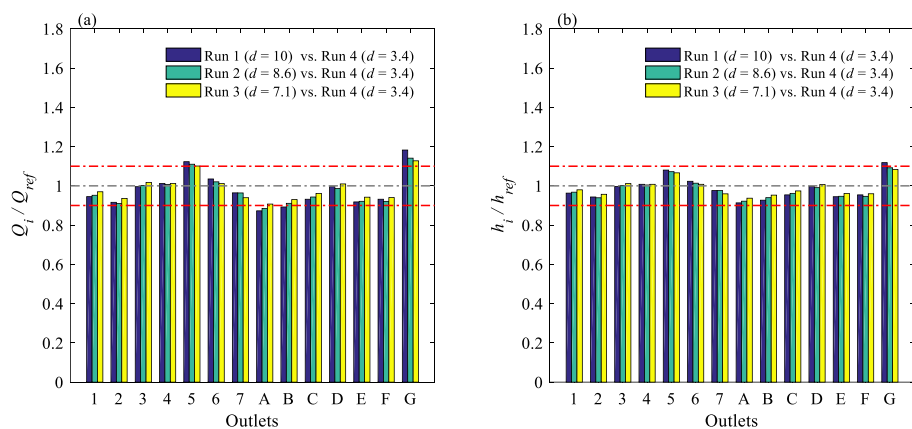 (a)
Run 1 (d = 10) vs. Run 4 (d = 3.4)
Run 2 (d = 8.6) vs. Run 4 (d = 3.4)
Run 3 (d = 7.1) vs. Run 4 (d = 3.4)
1.8
1.6
1.4
1.2
1
0.8
0.6
0.4
0.2
0
Q_i / Q_ref
1 2 3 4 5 6 7 A B C D E F G
Outlets
(b)
Run 1 (d = 10) vs. Run 4 (d = 3.4)
Run 2 (d = 8.6) vs. Run 4 (d = 3.4)
Run 3 (d = 7.1) vs. Run 4 (d = 3.4)
1.8
1.6
1.4
1.2
1
0.8
0.6
0.4
0.2
0
h_i / h_ref
1 2 3 4 5 6 7 A B C D E F G
Outlets